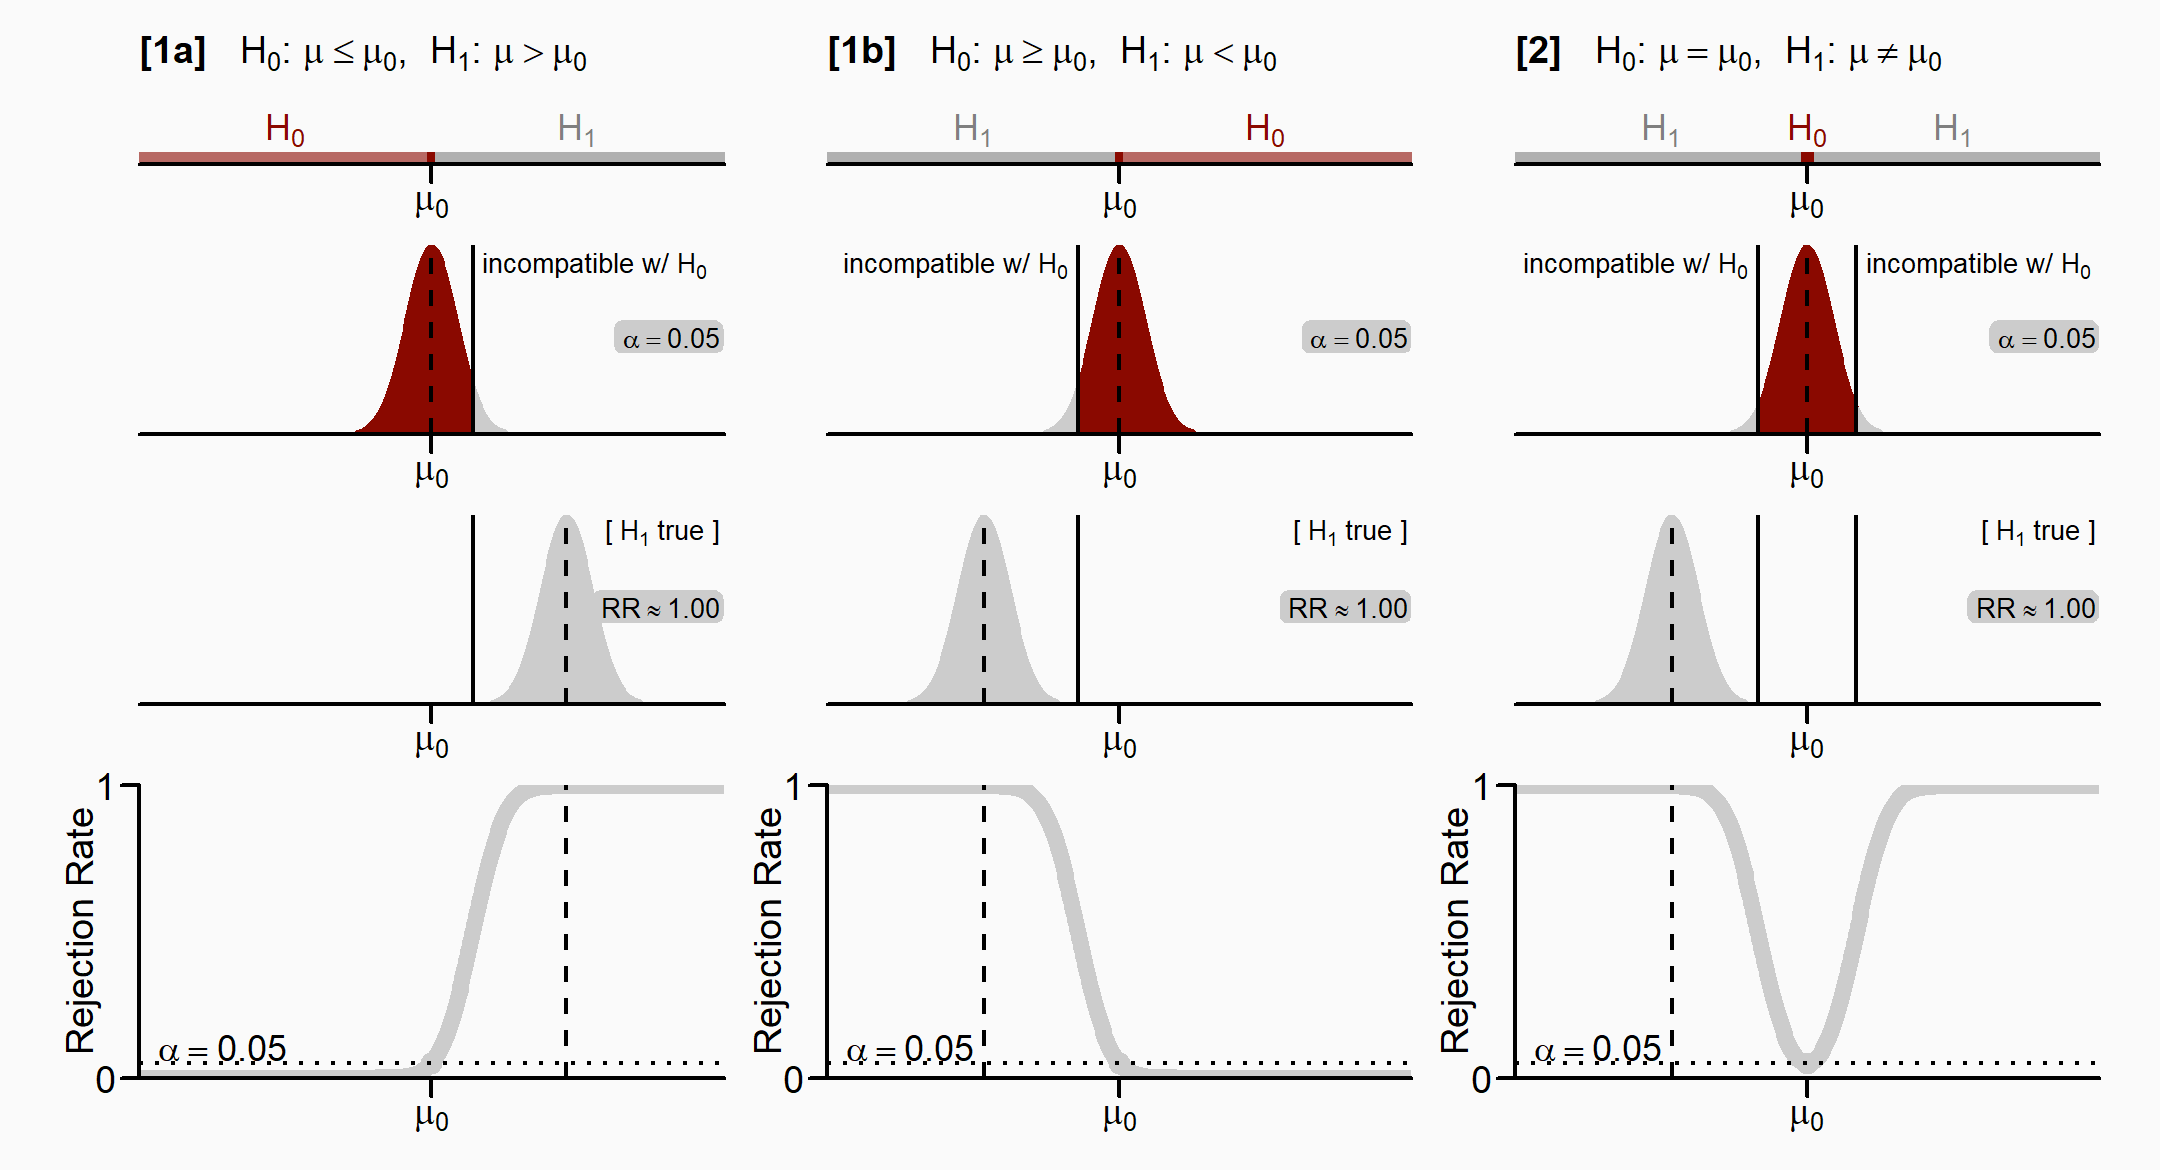 [1a] H₀: μ ≤ μ₀, H₁: μ > μ₀
H₀ H₁
μ₀
incompatible w/ H₀
α = 0.05
μ₀
[ H₁ true ]
RR ≈ 1.00
μ₀
Rejection Rate
1
α = 0.05
0
μ₀
[1b] H₀: μ ≥ μ₀, H₁: μ < μ₀
H₁ H₀
μ₀
incompatible w/ H₀
α = 0.05
μ₀
[ H₁ true ]
RR ≈ 1.00
μ₀
Rejection Rate
1
α = 0.05
0
μ₀
[2] H₀: μ = μ₀, H₁: μ ≠ μ₀
H₁ H₀ H₁
μ₀
incompatible w/ H₀ incompatible w/ H₀
α = 0.05
μ₀
[ H₁ true ]
RR ≈ 1.00
μ₀
Rejection Rate
1
α = 0.05
0
μ₀